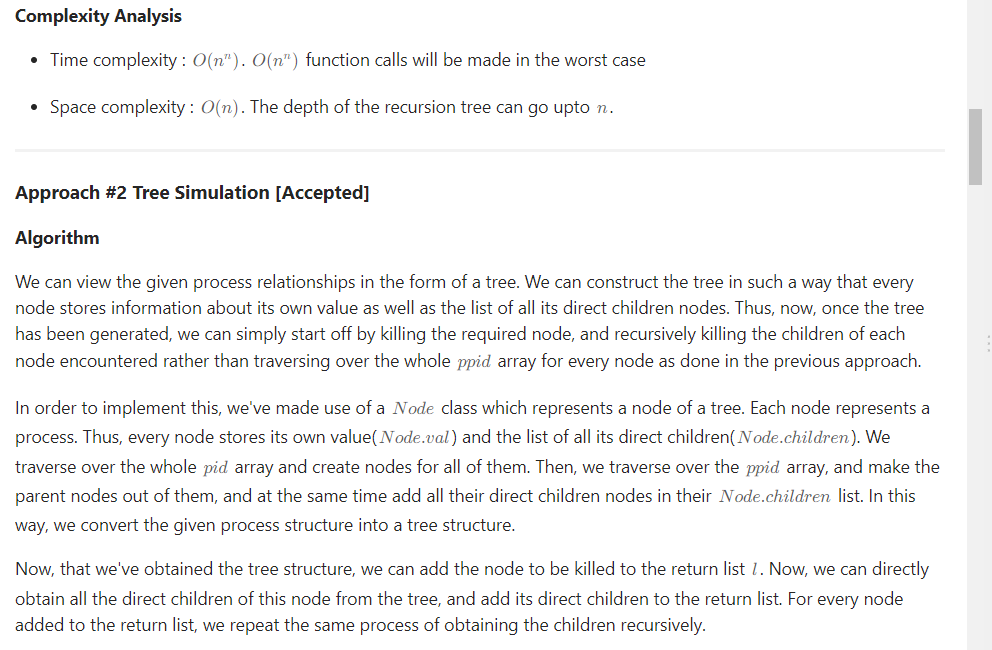 Complexity Analysis
• Time complexity : O(nⁿ). O(nⁿ) function calls will be made in the worst case
• Space complexity : O(n). The depth of the recursion tree can go upto n.
Approach #2 Tree Simulation [Accepted]
Algorithm
We can view the given process relationships in the form of a tree. We can construct the tree in such a way that every
node stores information about its own value as well as the list of all its direct children nodes. Thus, now, once the tree
has been generated, we can simply start off by killing the required node, and recursively killing the children of each
node encountered rather than traversing over the whole ppid array for every node as done in the previous approach.
In order to implement this, we've made use of a Node class which represents a node of a tree. Each node represents a
process. Thus, every node stores its own value(Node.val) and the list of all its direct children(Node.children). We
traverse over the whole pid array and create nodes for all of them. Then, we traverse over the ppid array, and make the
parent nodes out of them, and at the same time add all their direct children nodes in their Node.children list. In this
way, we convert the given process structure into a tree structure.
Now, that we've obtained the tree structure, we can add the node to be killed to the return list l. Now, we can directly
obtain all the direct children of this node from the tree, and add its direct children to the return list. For every node
added to the return list, we repeat the same process of obtaining the children recursively.